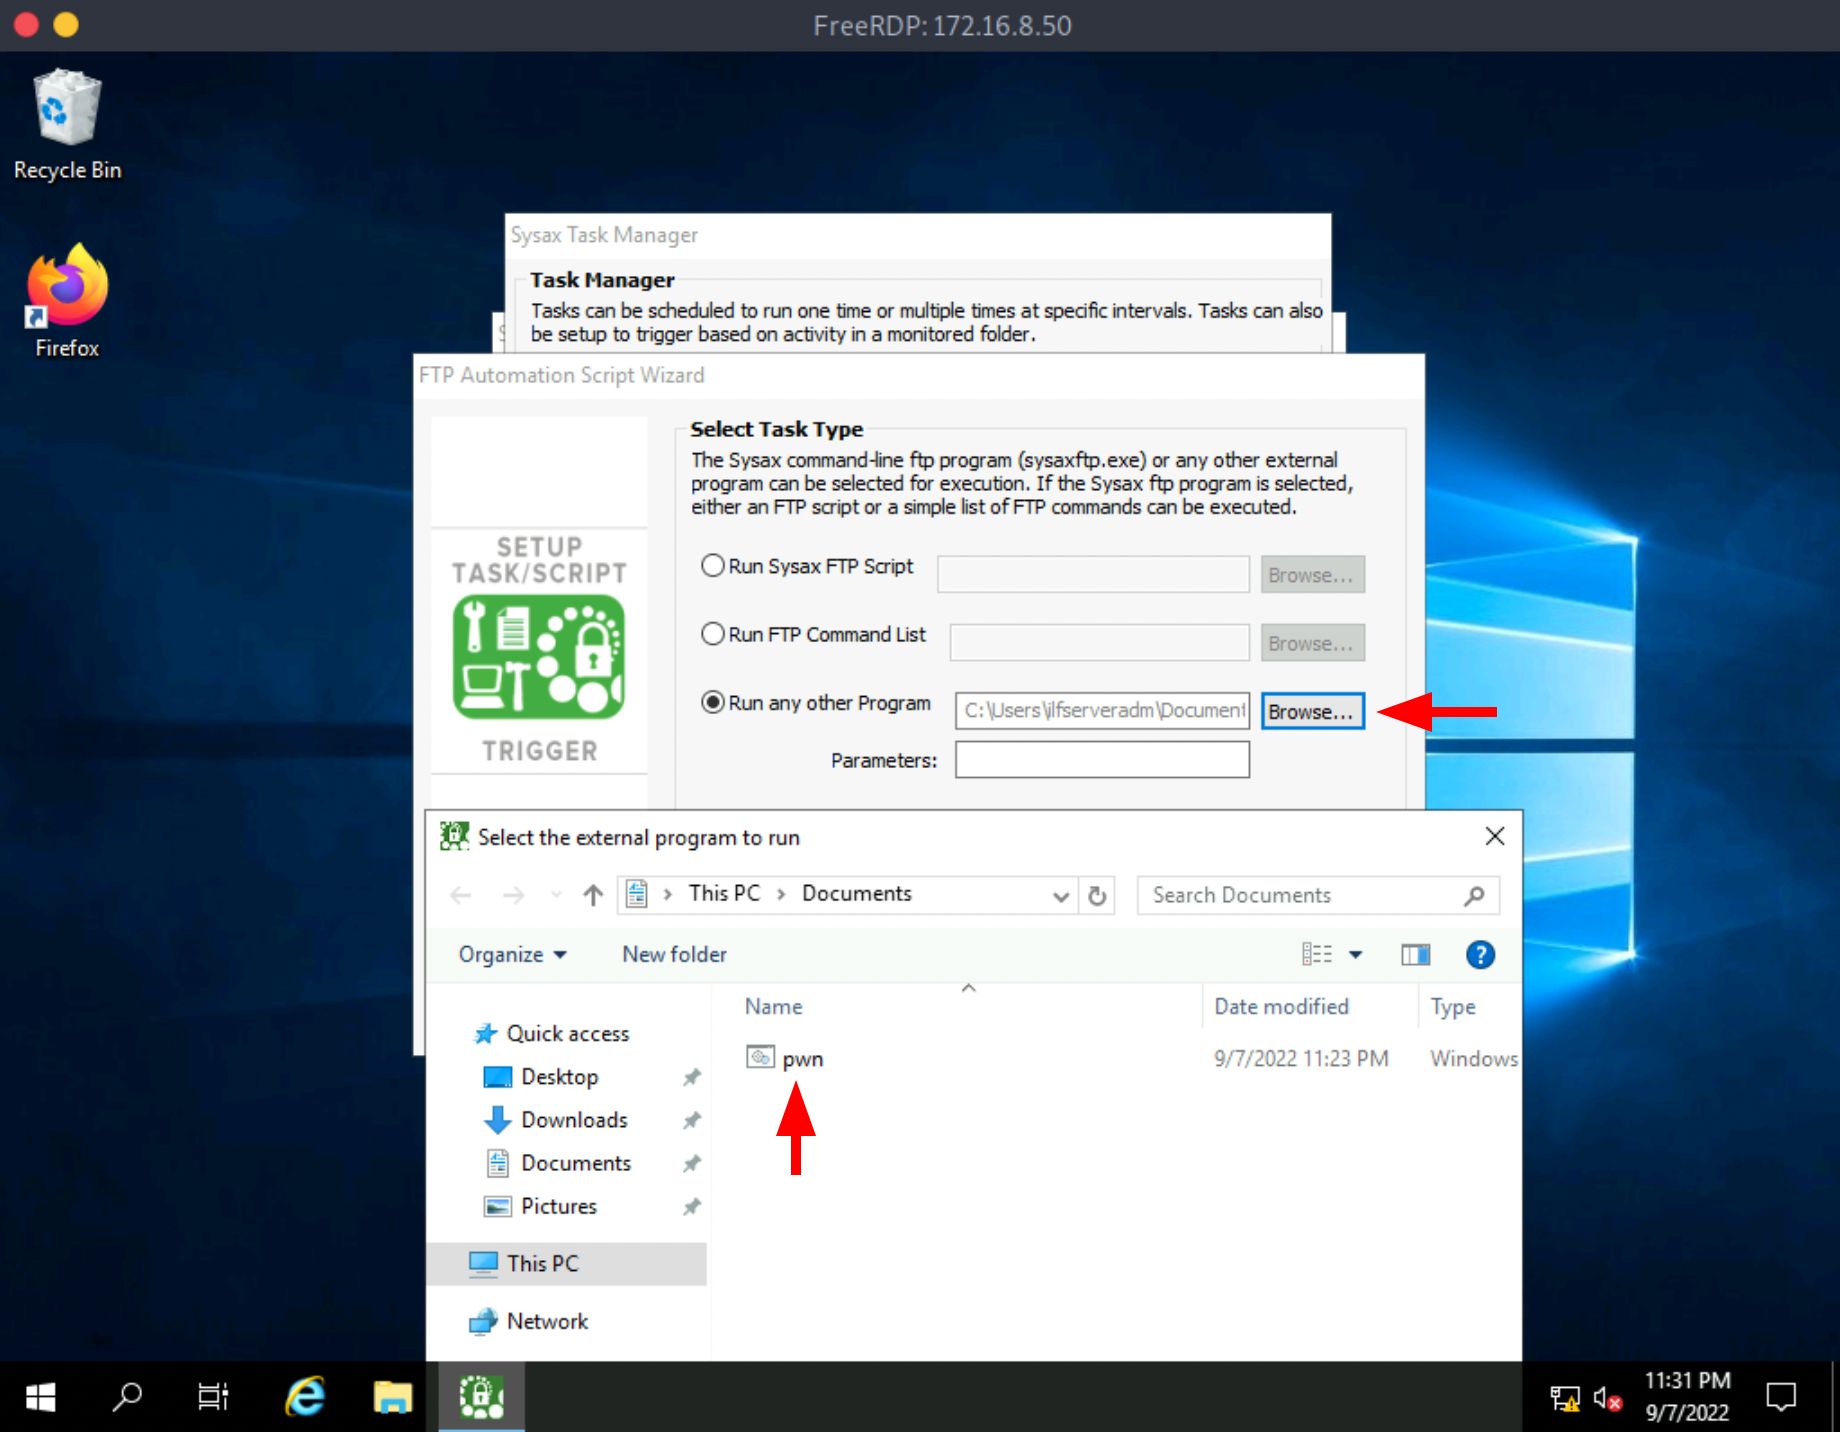 FreeRDP: 172.16.8.50
Recycle Bin
Firefox
Sysax Task Manager
Task Manager
Tasks can be scheduled to run one time or multiple times at specific intervals. Tasks can also
be setup to trigger based on activity in a monitored folder.
FTP Automation Script Wizard
SETUP
TASK/SCRIPT
TRIGGER
Select Task Type
The Sysax command-line ftp program (sysaxftp.exe) or any other external
program can be selected for execution. If the Sysax ftp program is selected,
either an FTP script or a simple list of FTP commands can be executed.
Run Sysax FTP Script
Browse...
Run FTP Command List
Browse...
Run any other Program
C:\Users\ilfserveradm\Document
Browse...
Parameters:
Select the external program to run
This PC
Documents
Search Documents
Organize
New folder
Name
Date modified
Type
pwn
9/7/2022 11:23 PM
Windows
Quick access
Desktop
Downloads
Documents
Pictures
This PC
Network
11:31 PM
9/7/2022